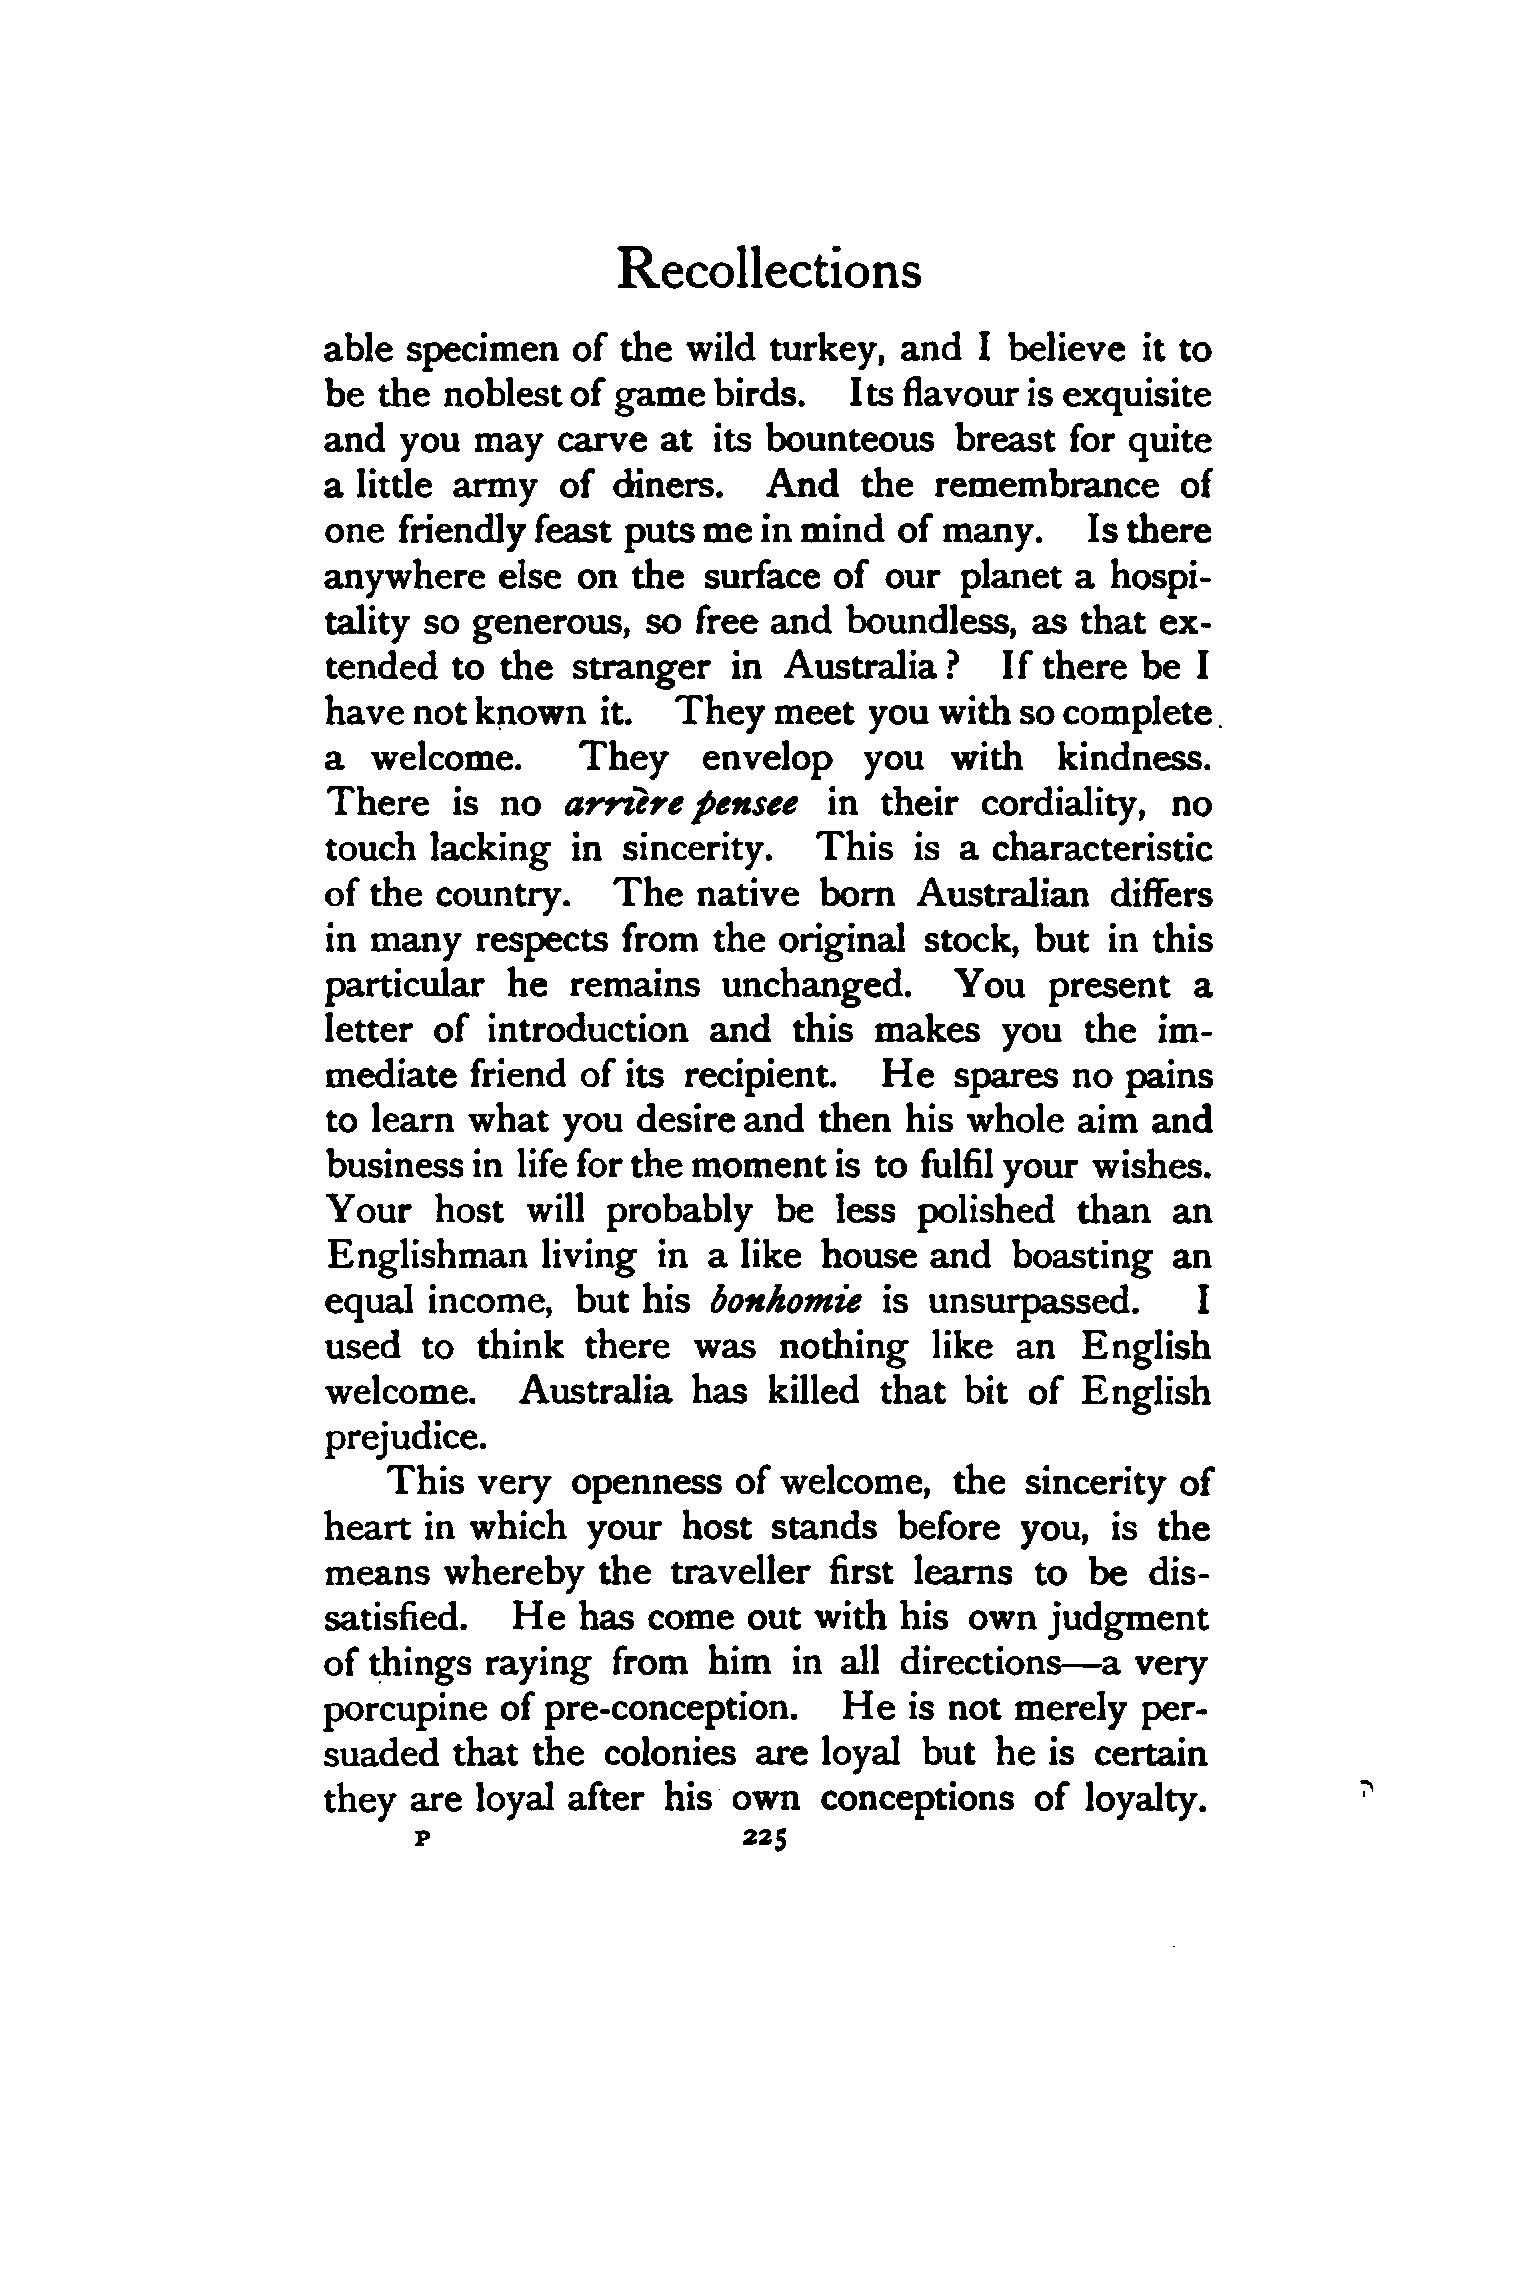 Recollections
able specimen of the wild turkey, and I believe it to
be the noblest of game birds. Its flavour is exquisite
and you may carve at its bounteous breast for quite
a little army of diners. And the remembrance of
one friendly feast puts me in mind of many. Is there
anywhere else on the surface of our planet a hospi-
tality so generous, so free and boundless, as that ex-
tended to the stranger in Australia? If there be I
have not known it. They meet you with so complete
a welcome. They envelop you with kindness.
There is no arrière pensee in their cordiality, no
touch lacking in sincerity. This is a characteristic
of the country. The native born Australian differs
in many respects from the original stock, but in this
particular he remains unchanged. You present a
letter of introduction and this makes you the im-
mediate friend of its recipient. He spares no pains
to learn what you desire and then his whole aim and
business in life for the moment is to fulfil your wishes.
Your host will probably be less polished than an
Englishman living in a like house and boasting an
equal income, but his bonhomie is unsurpassed. I
used to think there was nothing like an English
welcome. Australia has killed that bit of English
prejudice.
This very openness of welcome, the sincerity of
heart in which your host stands before you, is the
means whereby the traveller first learns to be dis-
satisfied. He has come out with his own judgment
of things raying from him in all directions—a very
porcupine of pre-conception. He is not merely per-
suaded that the colonies are loyal but he is certain
they are loyal after his own conceptions of loyalty.
P 225